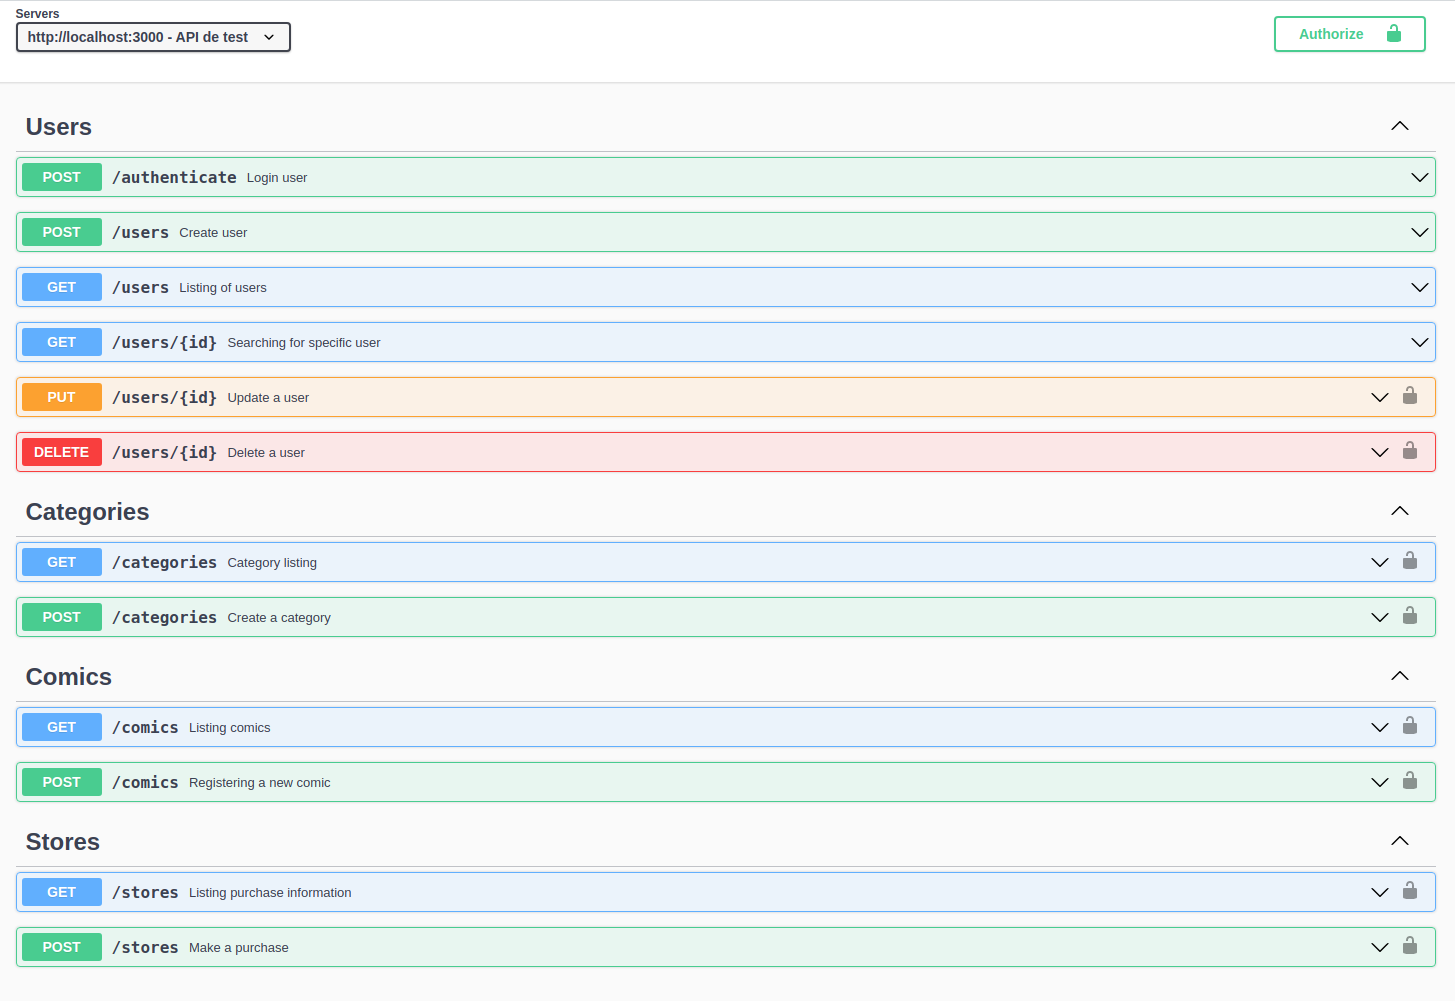 Servers
http://localhost:3000 - API de test
Authorize
Users
POST /authenticate Login user
POST /users Create user
GET /users Listing of users
GET /users/{id} Searching for specific user
PUT /users/{id} Update a user
DELETE /users/{id} Delete a user
Categories
GET /categories Category listing
POST /categories Create a category
Comics
GET /comics Listing comics
POST /comics Registering a new comic
Stores
GET /stores Listing purchase information
POST /stores Make a purchase